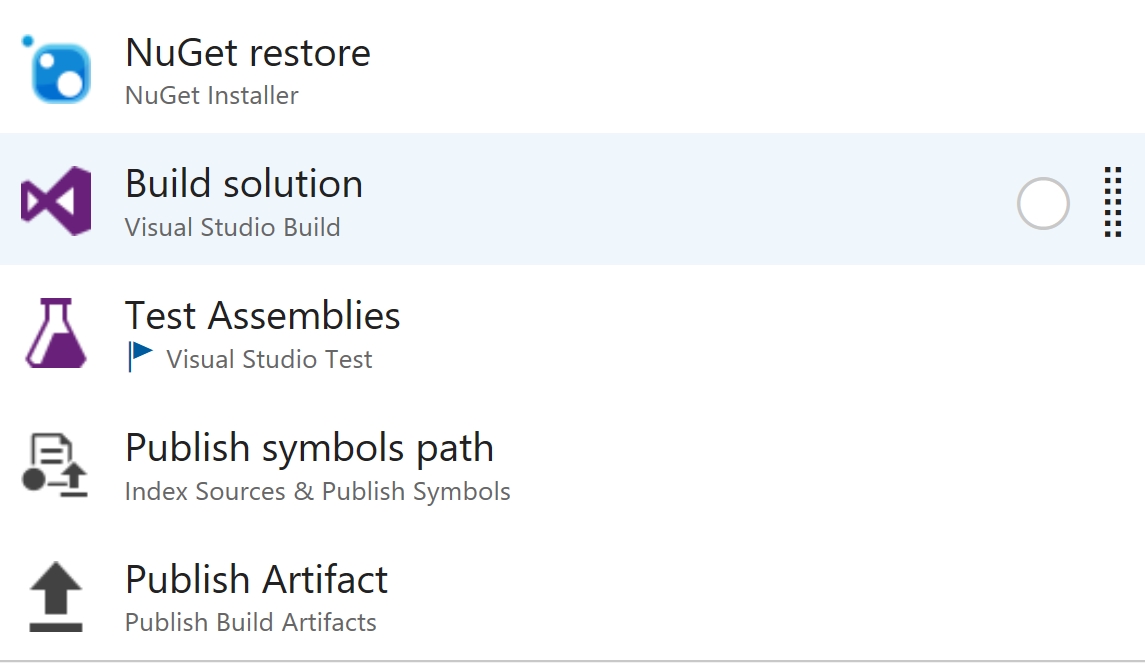 NuGet restore
NuGet Installer
Build solution
Visual Studio Build
Test Assemblies
Visual Studio Test
Publish symbols path
Index Sources & Publish Symbols
Publish Artifact
Publish Build Artifacts